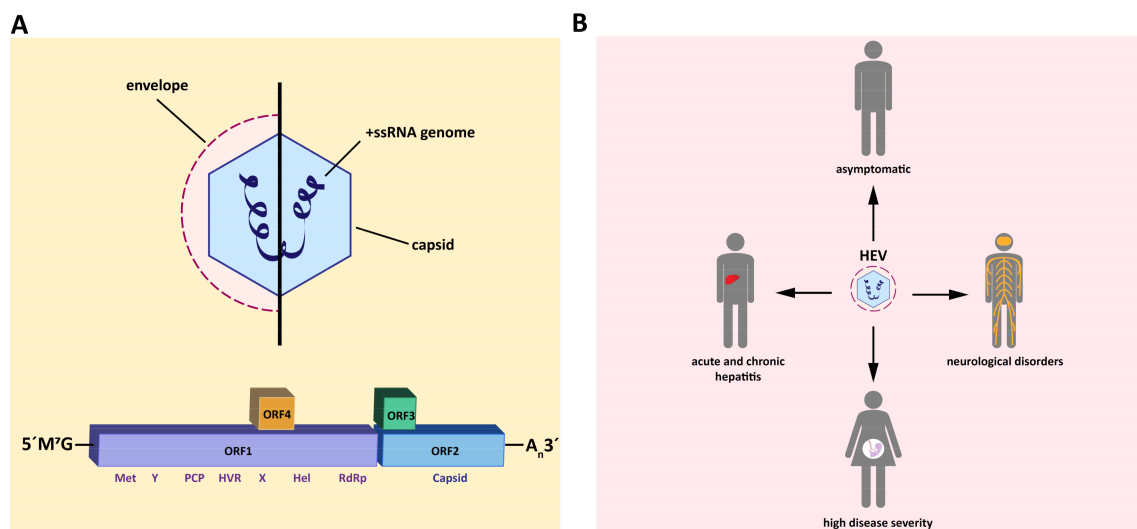 A
envelope
+ssRNA genome
capsid
ORF4
ORF3
5´M⁷G
ORF1
ORF2
Aₙ3´
Met Y PCP HVR X Hel RdRp Capsid
B
asymptomatic
HEV
acute and chronic
hepatitis
neurological disorders
high disease severity